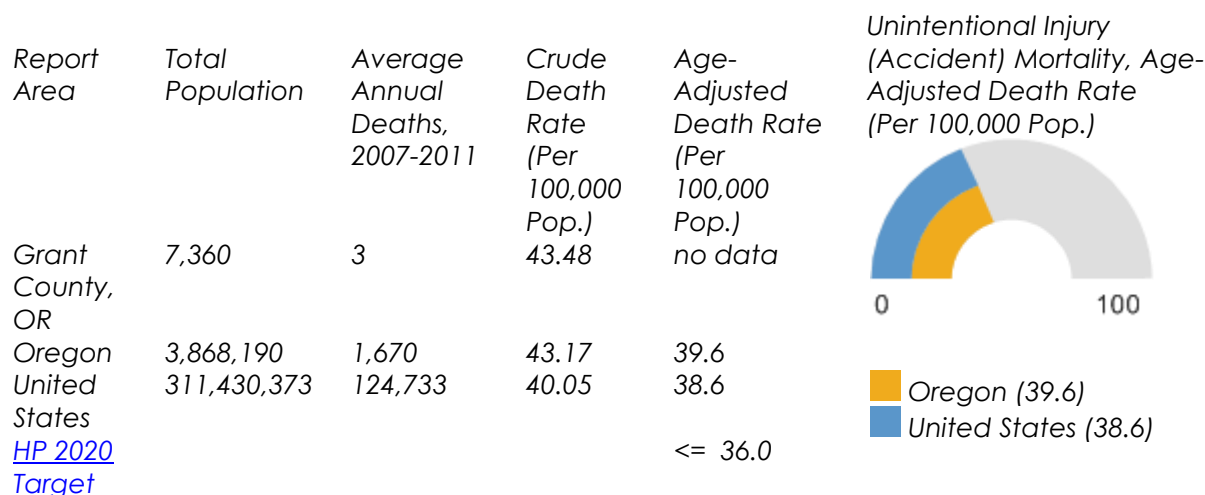 Report Area
Total Population
Average Annual Deaths, 2007-2011
Crude Death Rate (Per 100,000 Pop.)
Age-Adjusted Death Rate (Per 100,000 Pop.)
Unintentional Injury
(Accident) Mortality, Age-
Adjusted Death Rate
(Per 100,000 Pop.)
Grant County, OR 7,360 3 43.48 no data
Oregon 3,868,190 1,670 43.17 39.6
United States 311,430,373 124,733 40.05 38.6
HP 2020 Target <= 36.0
0 100
Oregon (39.6)
United States (38.6)